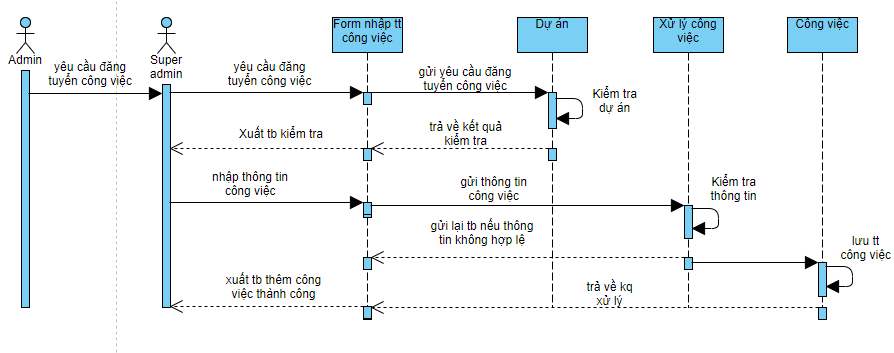 Form nhập tt
công việc
Dự án
Xử lý công
việc
Công việc
Admin
Super
admin
yêu cầu đăng
tuyển công việc
yêu cầu đăng
tuyển công việc
gửi yêu cầu đăng
tuyển công việc
Kiểm tra
dự án
Xuất tb kiểm tra
trả về kết quả
kiểm tra
nhập thông tin
công việc
gửi thông tin
công việc
Kiểm tra
thông tin
gửi lại tb nếu thông
tin không hợp lệ
lưu tt
công việc
xuất tb thêm công
việc thành công
trả về kq
xử lý